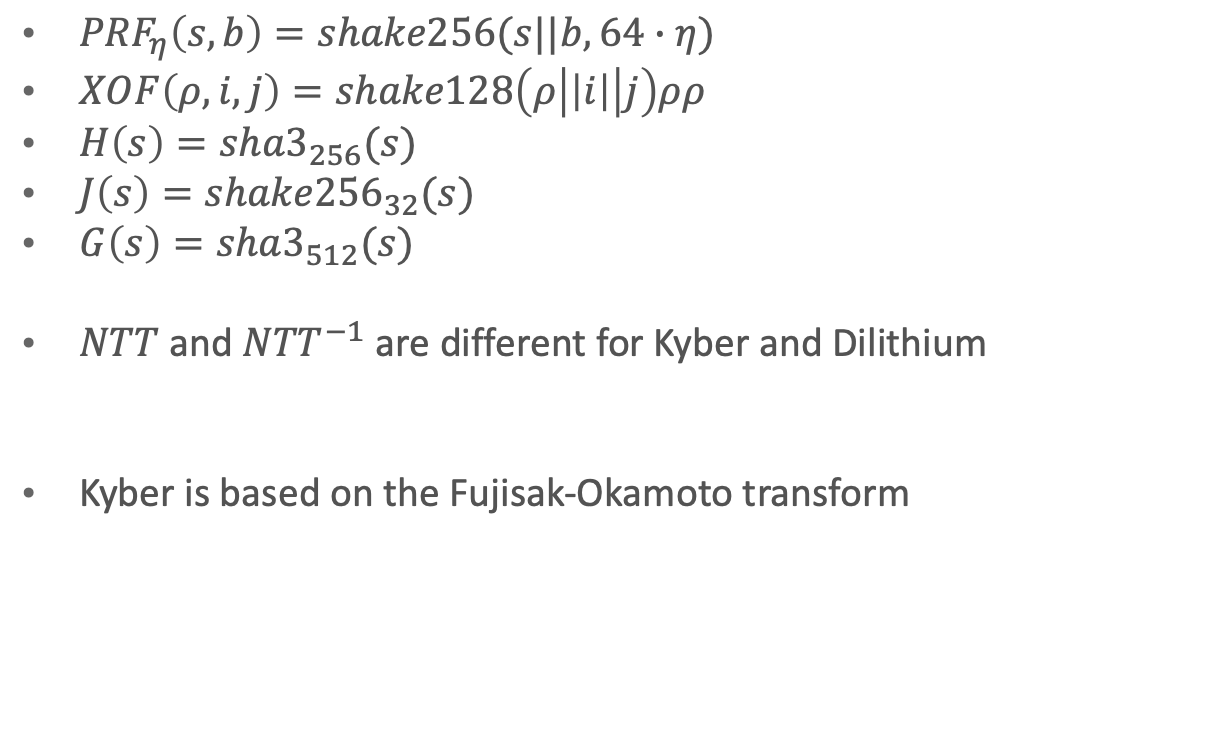 • PRF_η(s, b) = shake256(s||b, 64 · η)
• XOF(ρ, i, j) = shake128(ρ||i||j)ρρ
• H(s) = sha3_256(s)
• J(s) = shake256_32(s)
• G(s) = sha3_512(s)
• NTT and NTT⁻¹ are different for Kyber and Dilithium
• Kyber is based on the Fujisak-Okamoto transform